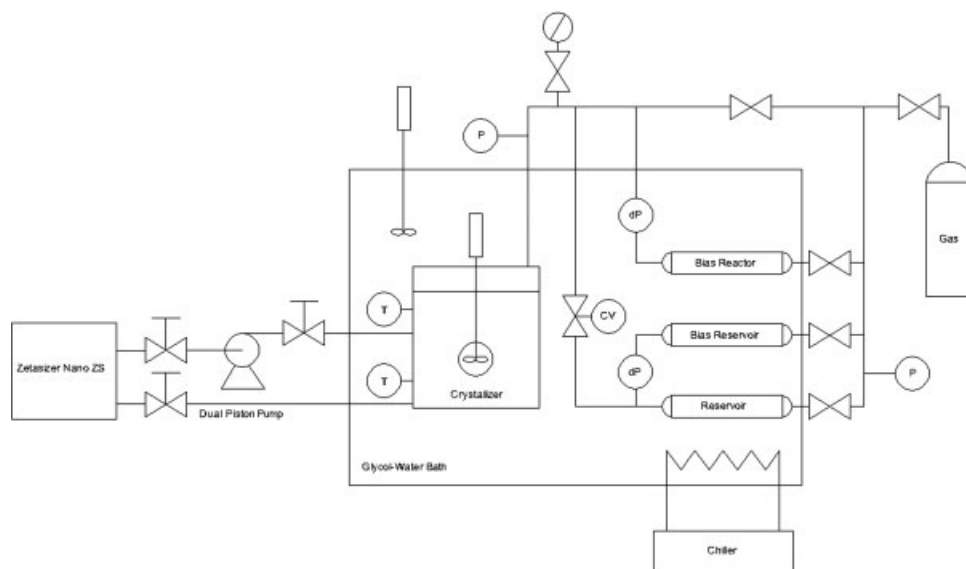 P
dP
Bias Reactor
Gas
T
CV
Zetasizer Nano ZS
Bias Reservoir
dP
P
T
Crystalizer
Reservoir
Dual Piston Pump
Glycol-Water Bath
Chiller